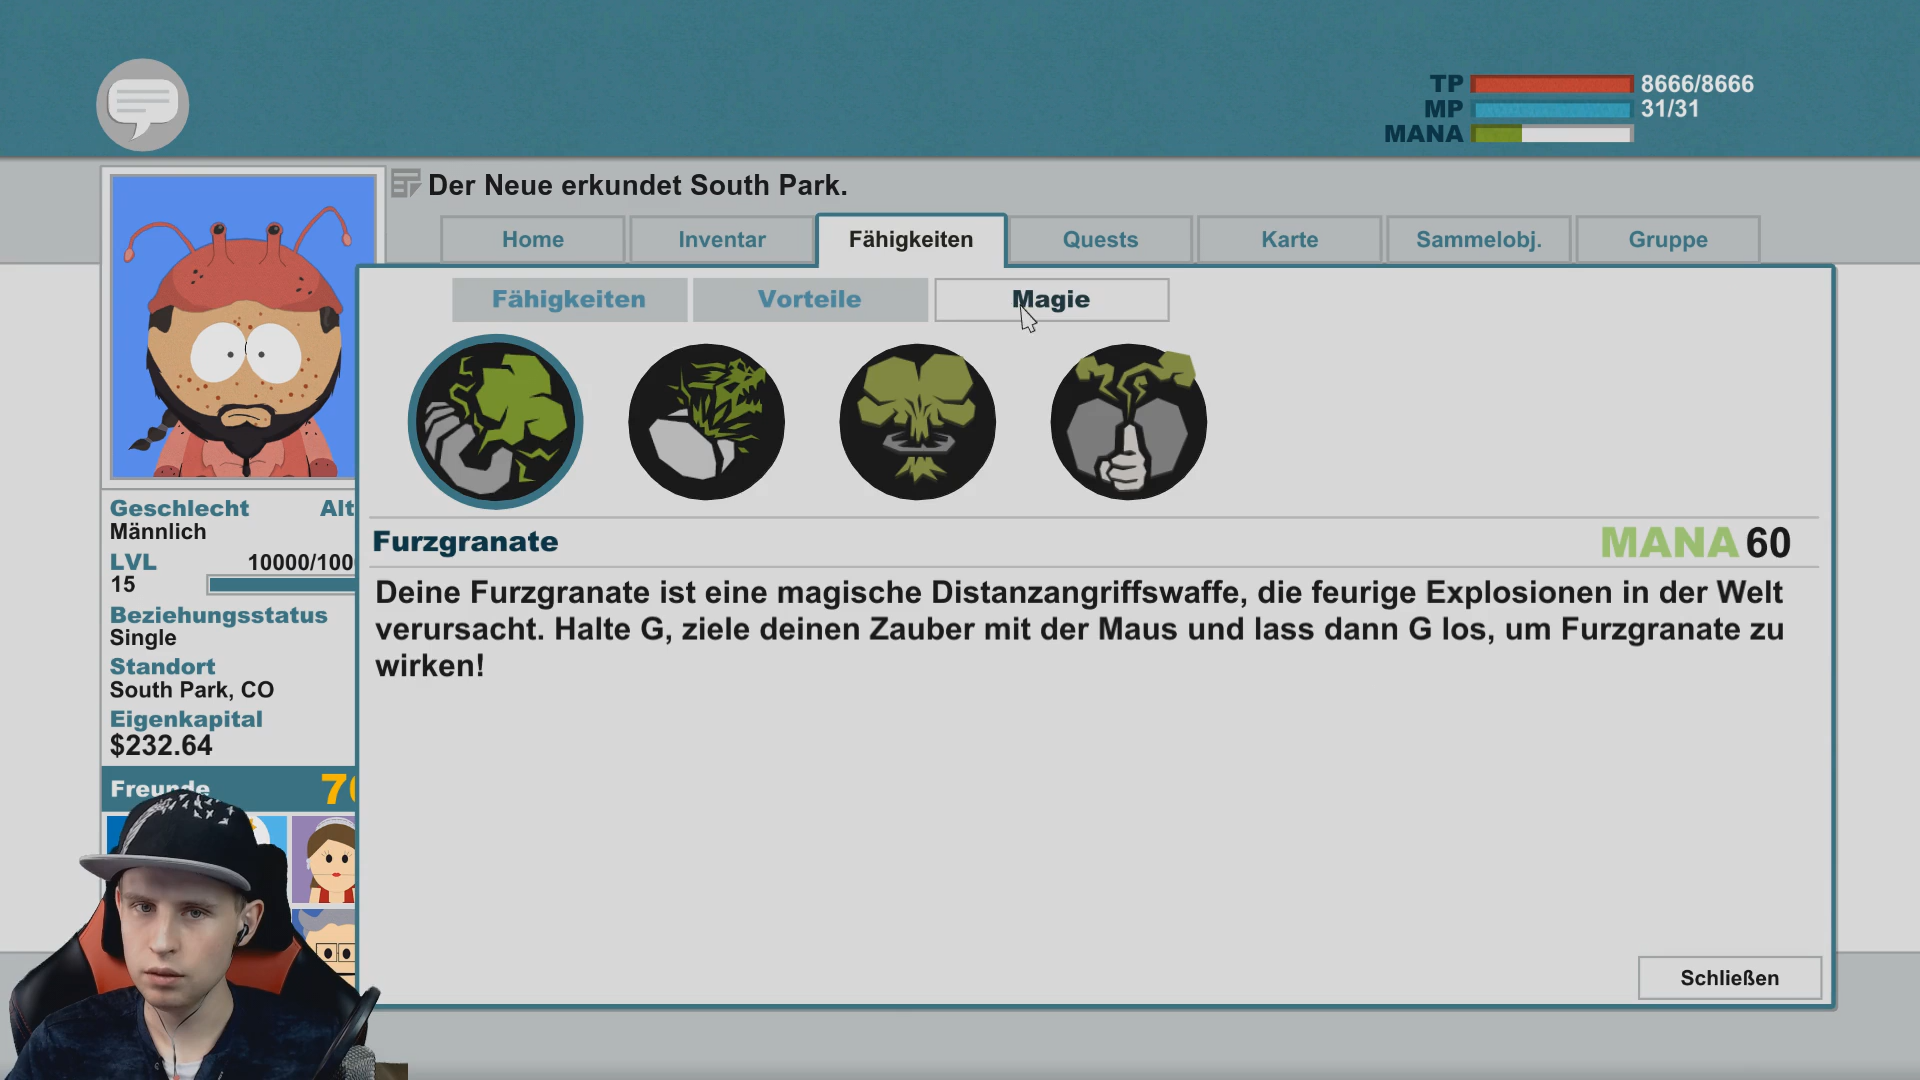 TP 8666/8666
MP 31/31
MANA
Der Neue erkundet South Park.
Home Inventar Fähigkeiten Quests Karte Sammelobj. Gruppe
Fähigkeiten Vorteile Magie
Geschlecht Alt
Männlich
LVL 10000/100
15
Beziehungsstatus
Single
Standort
South Park, CO
Eigenkapital
$232.64
Freunde
Furzgranate MANA 60
Deine Furzgranate ist eine magische Distanzangriffswaffe, die feurige Explosionen in der Welt
verursacht. Halte G, ziele deinen Zauber mit der Maus und lass dann G los, um Furzgranate zu
wirken!
Schließen